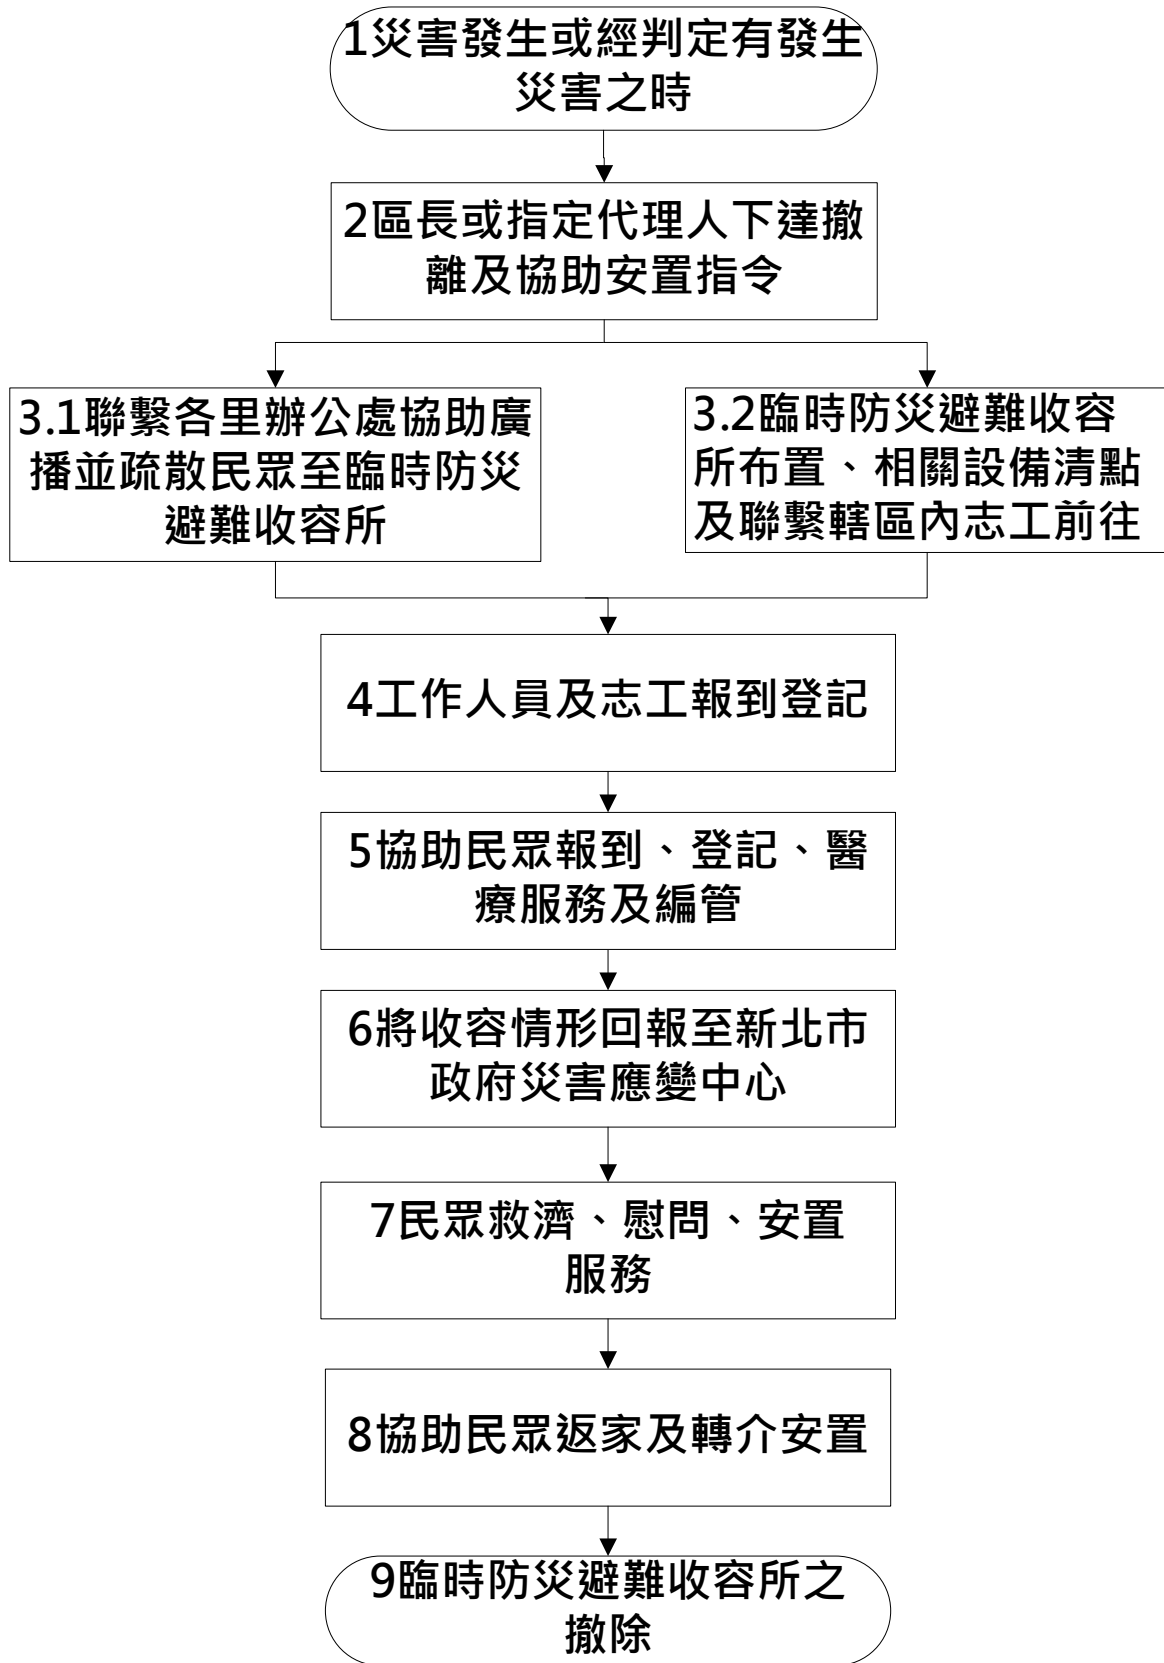 1災害發生或經判定有發生
災害之時
2區長或指定代理人下達撤
離及協助安置指令
3.1聯繫各里辦公處協助廣
播並疏散民眾至臨時防災
避難收容所
3.2臨時防災避難收容
所布置、相關設備清點
及聯繫轄區內志工前往
4工作人員及志工報到登記
5協助民眾報到、登記、醫
療服務及編管
6將收容情形回報至新北市
政府災害應變中心
7民眾救濟、慰問、安置
服務
8協助民眾返家及轉介安置
9臨時防災避難收容所之
撤除